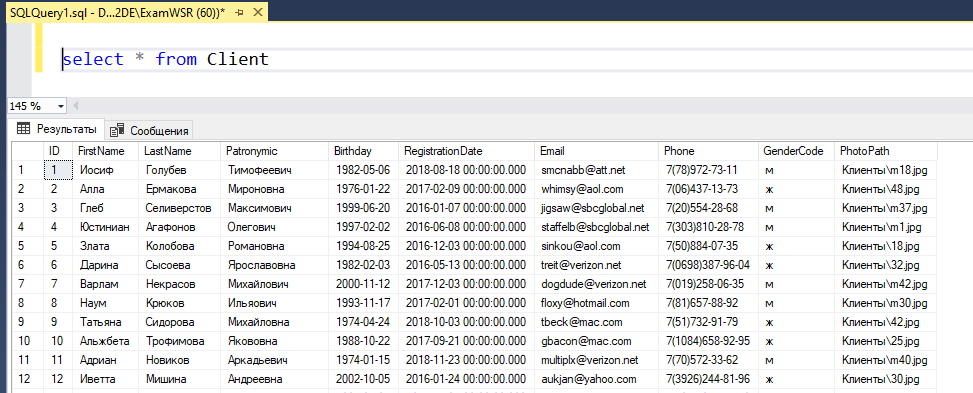 SQLQuery1.sql - D...2DE\ExamWSR (60))*
select * from Client
145 %
Результаты Сообщения
ID FirstName LastName Patronymic Birthday RegistrationDate Email Phone GenderCode PhotoPath
1 1 Иосиф Голубев Тимофеевич 1982-05-06 2018-08-18 00:00:00.000 smcnabb@att.net 7(78)972-73-11 м Клиенты\m18.jpg
2 2 Алла Ермакова Мироновна 1976-01-22 2017-02-09 00:00:00.000 whimsy@aol.com 7(06)437-13-73 ж Клиенты\48.jpg
3 3 Глеб Селиверстов Максимович 1999-06-20 2016-01-07 00:00:00.000 jigsaw@sbcglobal.net 7(20)554-28-68 м Клиенты\m37.jpg
4 4 Юстиниан Агафонов Олегович 1997-02-02 2016-06-08 00:00:00.000 staffelb@sbcglobal.net 7(303)810-28-78 м Клиенты\m1.jpg
5 5 Злата Колобова Романовна 1994-08-25 2016-12-03 00:00:00.000 sinkou@aol.com 7(50)884-07-35 ж Клиенты\18.jpg
6 6 Дарина Сысоева Ярославовна 1982-02-03 2016-05-13 00:00:00.000 treit@verizon.net 7(0698)387-96-04 ж Клиенты\32.jpg
7 7 Варлам Некрасов Михайлович 2000-11-12 2017-12-03 00:00:00.000 dogdude@verizon.net 7(019)258-06-35 м Клиенты\m42.jpg
8 8 Наум Крюков Ильяович 1993-11-17 2017-02-01 00:00:00.000 floxy@hotmail.com 7(81)657-88-92 м Клиенты\m30.jpg
9 9 Татьяна Сидорова Михайловна 1974-04-24 2018-10-03 00:00:00.000 tbeck@mac.com 7(51)732-91-79 ж Клиенты\42.jpg
10 10 Альжбета Трофимова Яковна 1988-10-22 2017-09-21 00:00:00.000 gbacon@mac.com 7(1084)658-92-95 ж Клиенты\25.jpg
11 11 Адриан Новиков Аркадьевич 1974-01-15 2018-11-23 00:00:00.000 multiplx@verizon.net 7(70)572-33-62 м Клиенты\m40.jpg
12 12 Иветта Мишина Андреевна 2002-10-05 2016-01-24 00:00:00.000 aukjan@yahoo.com 7(3926)244-81-96 ж Клиенты\30.jpg